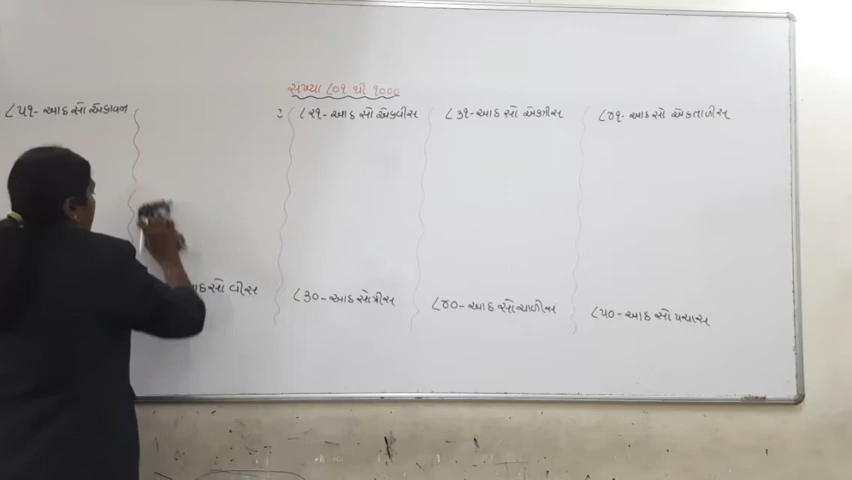 સંખ્યા ૮૦૧ થી ૧૦૦૦
૮૫૧- આઠ સો એકાવન
૮૨૧- આઠ સો એકવીસ
૮૩૧- આઠ સો એકત્રીસ
૮૪૧- આઠ સો એકતાળીસ
આઠ સો વીસ
૮૩૦- આઠ સો ત્રીસ
૮૪૦- આઠ સો ચાળીસ
૮૫૦- આઠ સો પચાસ